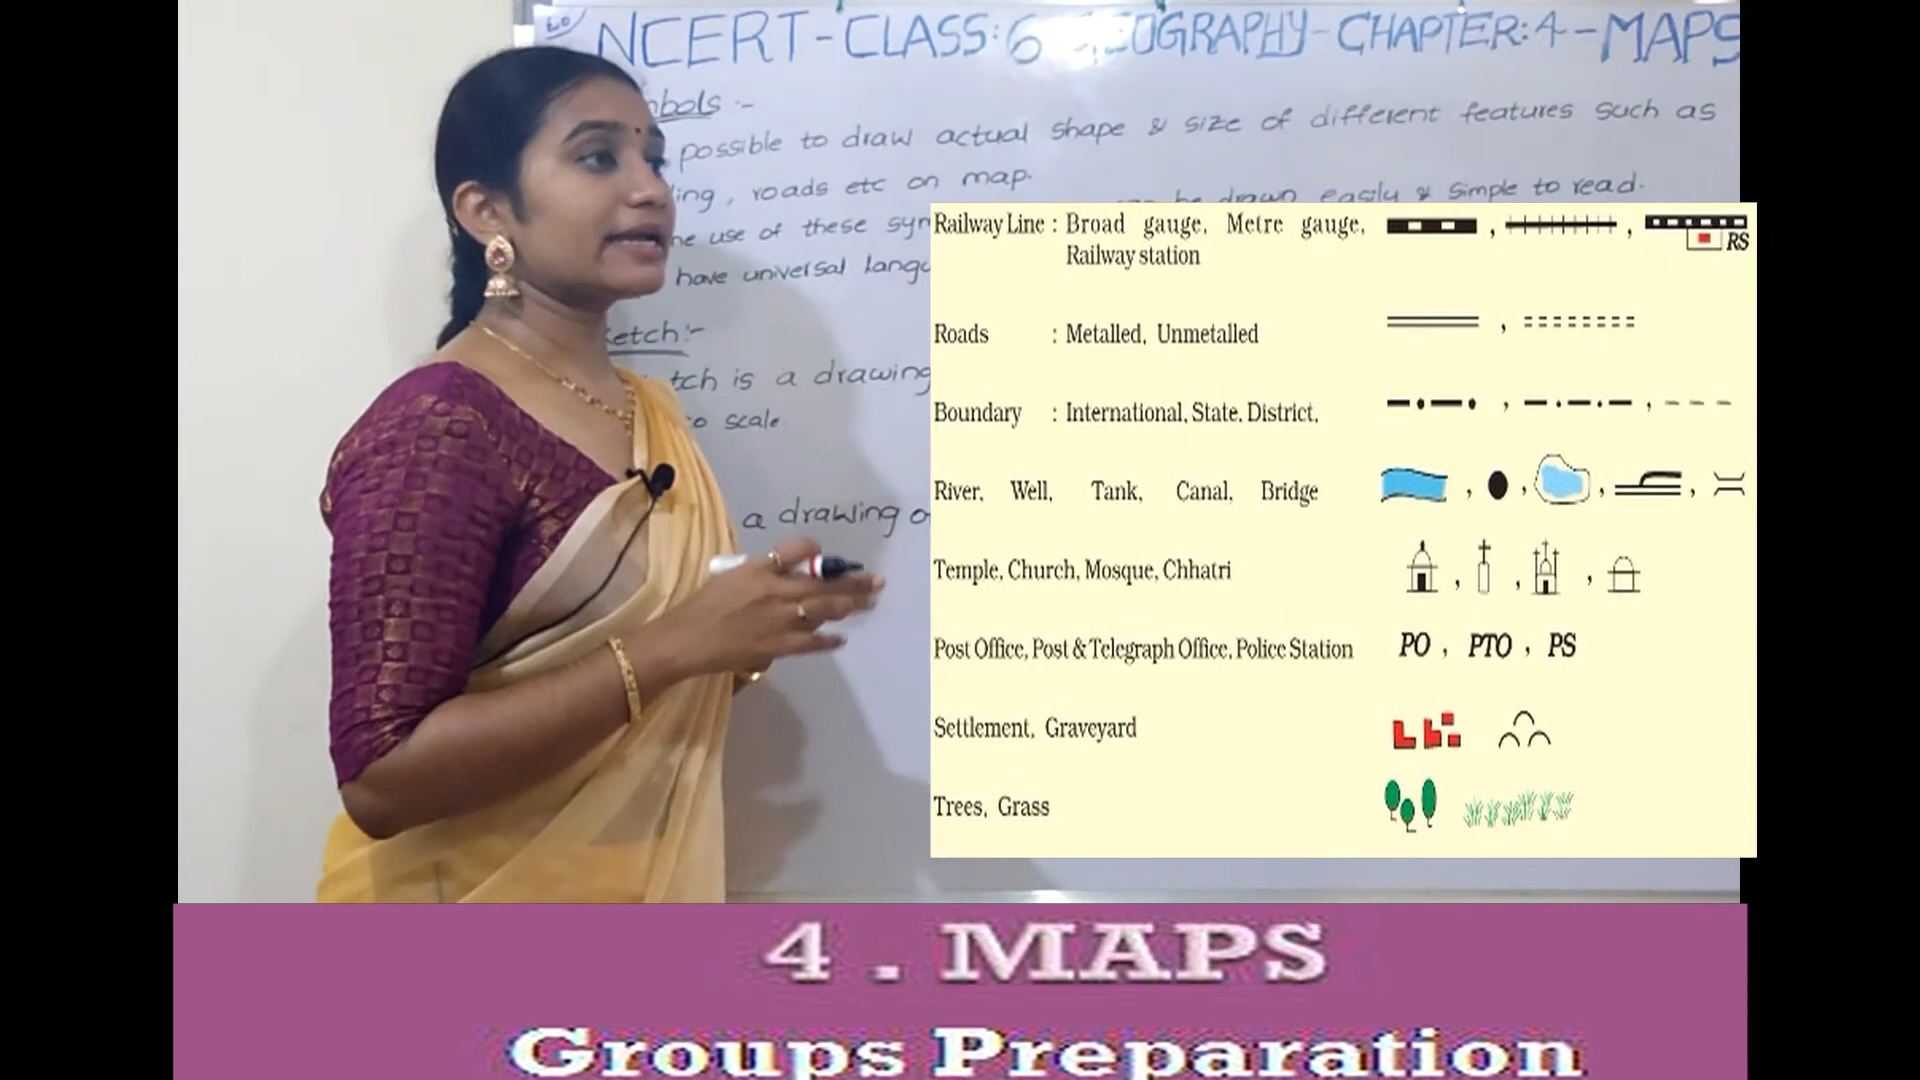 NCERT-CLASS:6 GEOGRAPHY-CHAPTER:4-MAPS
possible to draw actual shape & size of different features such as
roads etc on map.
be drawn easily & simple to read.
use of these
have universal
is a drawing
scale.
a drawing
Railway Line : Broad gauge, Metre gauge,
Railway station
RS
Roads : Metalled, Unmetalled
Boundary : International, State, District,
River, Well, Tank, Canal, Bridge
Temple, Church, Mosque, Chhatri
Post Office, Post & Telegraph Office, Police Station PO , PTO , PS
Settlement, Graveyard
Trees, Grass
4 . MAPS
Groups Preparation